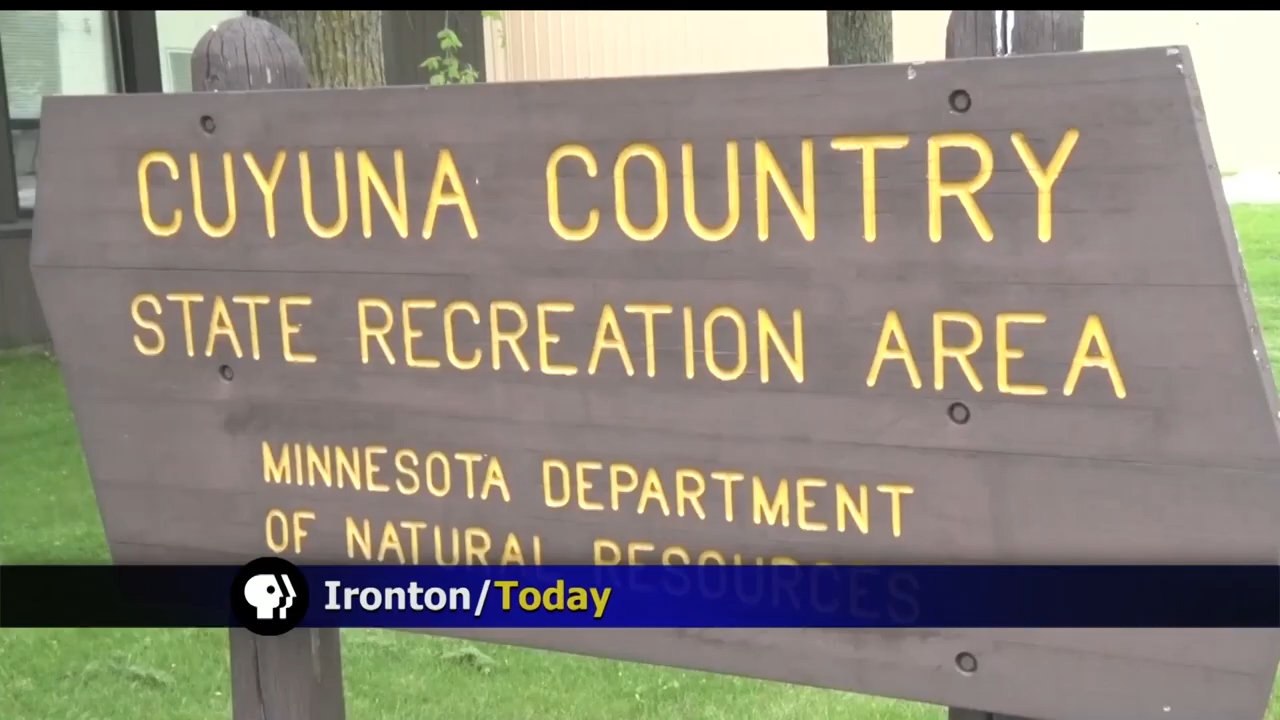 CUYUNA COUNTRY
STATE RECREATION AREA
MINNESOTA DEPARTMENT
OF NATURAL RESOURCES
Ironton/Today